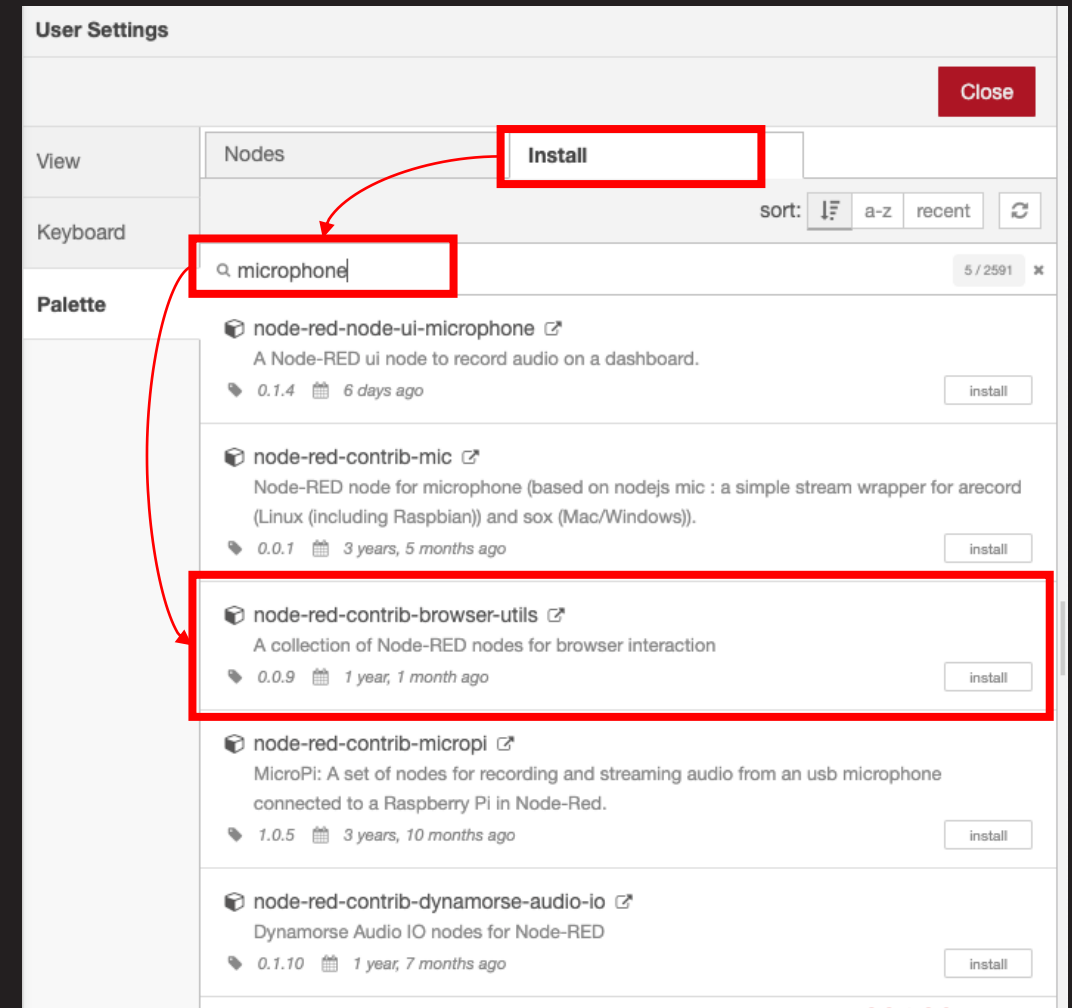 User Settings
Close
View
Keyboard
Palette
Nodes
Install
sort:
a-z
recent
microphone
5 / 2591
node-red-node-ui-microphone
A Node-RED ui node to record audio on a dashboard.
0.1.4 6 days ago
install
node-red-contrib-mic
Node-RED node for microphone (based on nodejs mic : a simple stream wrapper for arecord
(Linux (including Raspbian)) and sox (Mac/Windows)).
0.0.1 3 years, 5 months ago
install
node-red-contrib-browser-utils
A collection of Node-RED nodes for browser interaction
0.0.9 1 year, 1 month ago
install
node-red-contrib-micropi
MicroPi: A set of nodes for recording and streaming audio from an usb microphone
connected to a Raspberry Pi in Node-Red.
1.0.5 3 years, 10 months ago
install
node-red-contrib-dynamorse-audio-io
Dynamorse Audio IO nodes for Node-RED
0.1.10 1 year, 7 months ago
install